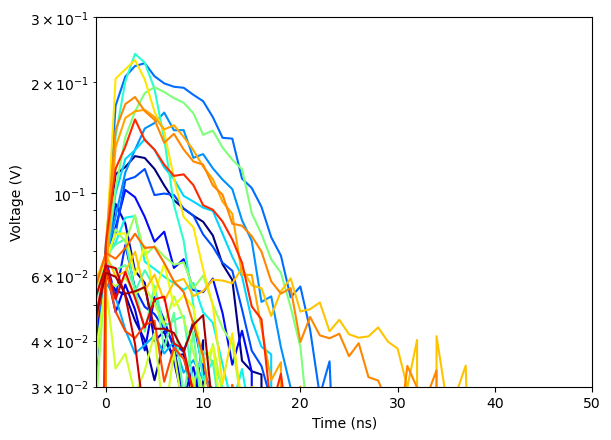 3 × 10⁻¹
2 × 10⁻¹
10⁻¹
6 × 10⁻²
4 × 10⁻²
3 × 10⁻²
Voltage (V)
0 10 20 30 40 50
Time (ns)